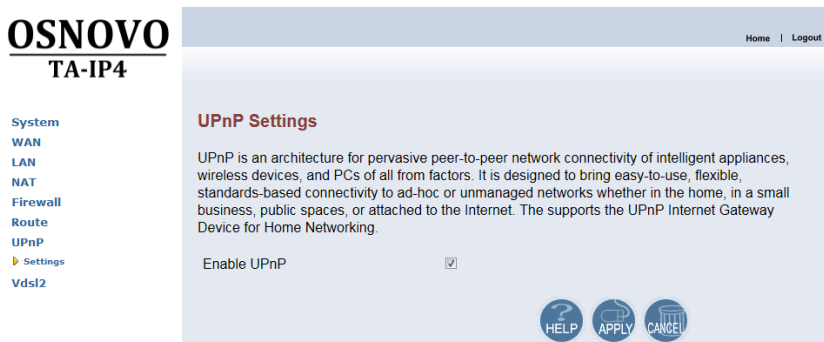 OSNOVO
TA-IP4
Home | Logout
System
WAN
LAN
NAT
Firewall
Route
UPnP
Settings
Vdsl2
UPnP Settings
UPnP is an architecture for pervasive peer-to-peer network connectivity of intelligent appliances,
wireless devices, and PCs of all from factors. It is designed to bring easy-to-use, flexible,
standards-based connectivity to ad-hoc or unmanaged networks whether in the home, in a small
business, public spaces, or attached to the Internet. The supports the UPnP Internet Gateway
Device for Home Networking.
Enable UPnP
HELP APPLY CANCEL